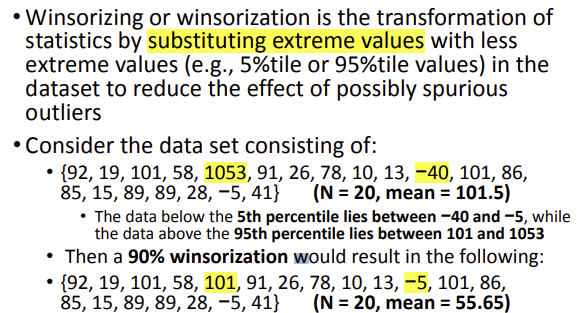 • Winsorizing or winsorization is the transformation of
statistics by substituting extreme values with less
extreme values (e.g., 5%tile or 95%tile values) in the
dataset to reduce the effect of possibly spurious
outliers
• Consider the data set consisting of:
• {92, 19, 101, 58, 1053, 91, 26, 78, 10, 13, −40, 101, 86,
85, 15, 89, 89, 28, −5, 41} (N = 20, mean = 101.5)
• The data below the 5th percentile lies between −40 and −5, while
the data above the 95th percentile lies between 101 and 1053
• Then a 90% winsorization would result in the following:
• {92, 19, 101, 58, 101, 91, 26, 78, 10, 13, −5, 101, 86,
85, 15, 89, 89, 28, −5, 41} (N = 20, mean = 55.65)